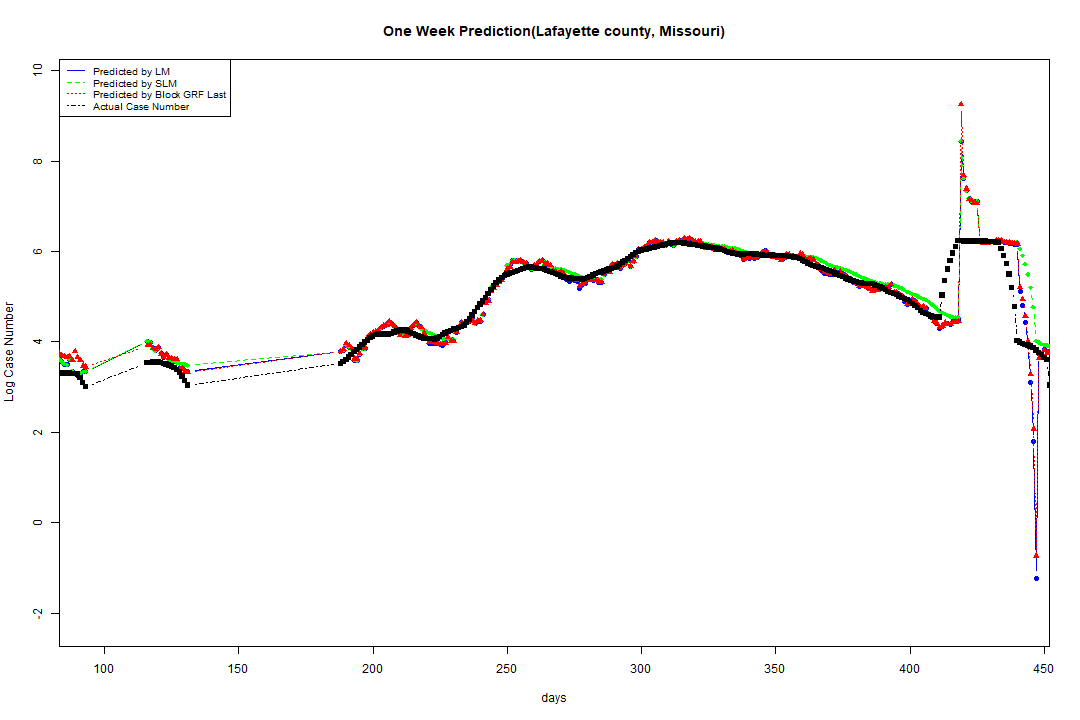 One Week Prediction(Lafayette county, Missouri)
Predicted by LM
Predicted by SLM
Predicted by Block GRF Last
Actual Case Number
Log Case Number
10
8
6
4
2
0
-2
100
150
200
250
300
350
400
450
days